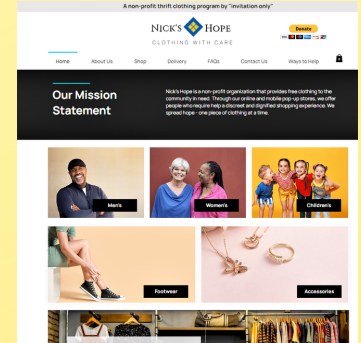 A non-profit thrift clothing program by "invitation only"
NICK'S HOPE
CLOTHING WITH CARE
Donate
Home About Us Shop Delivery FAQs Contact Us Ways to Help
Our Mission
Statement
Nick's Hope is a non-profit organization that provides free clothing to the
community in need. Through our online and mobile pop-up stores, we offer
people who require help a discreet and dignified shopping experience. We
spread hope - one piece of clothing at a time.
Men's
Women's
Children's
Footwear
Accessories